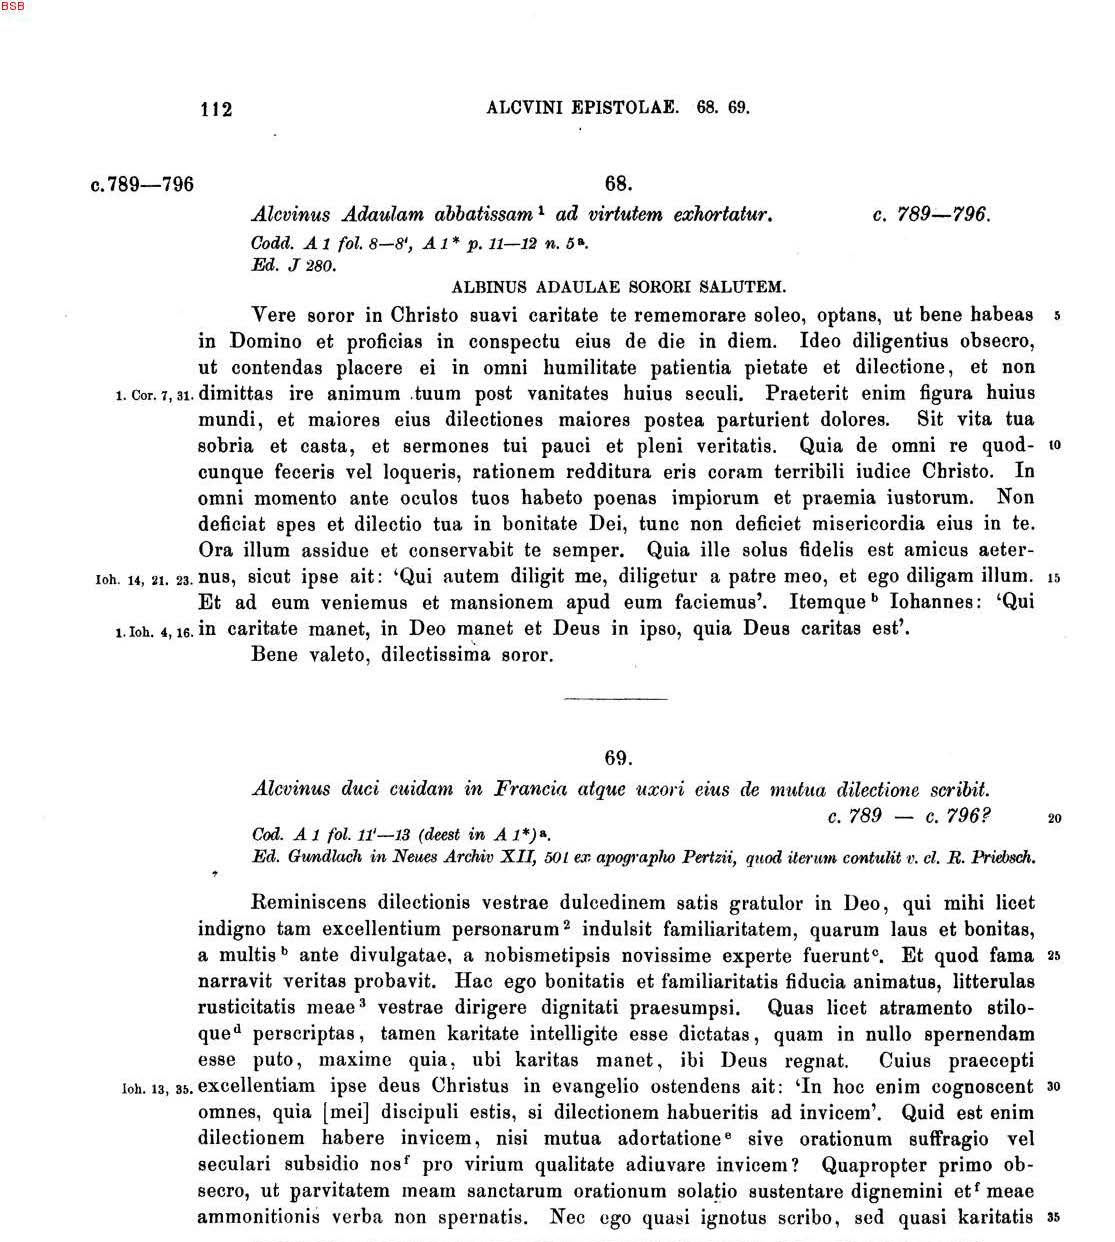 BSB
112 ALCVINI EPISTOLAE. 68. 69.
c. 789—796 68.
Alcvinus Adaulam abbatissam¹ ad virtutem exhortatur. c. 789—796.
Codd. A 1 fol. 8—8', A 1* p. 11—12 n. 5ᵃ.
Ed. J 280.
ALBINUS ADAULAE SORORI SALUTEM.
Vere soror in Christo suavi caritate te rememorare soleo, optans, ut bene habeas 5
in Domino et proficias in conspectu eius de die in diem. Ideo diligentius obsecro,
ut contendas placere ei in omni humilitate patientia pietate et dilectione, et non
1. Cor. 7, 31. dimittas ire animum tuum post vanitates huius seculi. Praeterit enim figura huius
mundi, et maiores eius dilectiones maiores postea parturient dolores. Sit vita tua
sobria et casta, et sermones tui pauci et pleni veritatis. Quia de omni re quod- 10
cunque feceris vel loqueris, rationem redditura eris coram terribili iudice Christo. In
omni momento ante oculos tuos habeto poenas impiorum et praemia iustorum. Non
deficiat spes et dilectio tua in bonitate Dei, tunc non deficiet misericordia eius in te.
Ora illum assidue et conservabit te semper. Quia ille solus fidelis est amicus aeter-
Ioh. 14, 21. 23. nus, sicut ipse ait: ‘Qui autem diligit me, diligetur a patre meo, et ego diligam illum. 15
Et ad eum veniemus et mansionem apud eum faciemus’. Itemque ᵇ Iohannes: ‘Qui
1. Ioh. 4, 16. in caritate manet, in Deo manet et Deus in ipso, quia Deus caritas est’.
Bene valeto, dilectissima soror.
69.
Alcvinus duci cuidam in Francia atque uxori eius de mutua dilectione scribit.
c. 789 — c. 796? 20
Cod. A 1 fol. 11'—13 (deest in A 1*)ᵃ.
Ed. Gundlach in Neues Archiv XII, 501 ex apographo Pertzii, quod iterum contulit v. cl. R. Priebsch.
Reminiscens dilectionis vestrae dulcedinem satis gratulor in Deo, qui mihi licet
indigno tam excellentium personarum² indulsit familiaritatem, quarum laus et bonitas,
a multis ᵇ ante divulgatae, a nobismetipsis novissime experte fueruntᶜ. Et quod fama 25
narravit veritas probavit. Hac ego bonitatis et familiaritatis fiducia animatus, litterulas
rusticitatis meae³ vestrae dirigere dignitati praesumpsi. Quas licet atramento stilo-
queᵈ perscriptas, tamen karitate intelligite esse dictatas, quam in nullo spernendam
esse puto, maxime quia, ubi karitas manet, ibi Deus regnat. Cuius praecepti
Ioh. 13, 35. excellentiam ipse deus Christus in evangelio ostendens ait: ‘In hoc enim cognoscent 30
omnes, quia [mei] discipuli estis, si dilectionem habueritis ad invicem’. Quid est enim
dilectionem habere invicem, nisi mutua adortatione ᵉ sive orationum suffragio vel
seculari subsidio nosᶠ pro virium qualitate adiuvare invicem? Quapropter primo ob-
secro, ut parvitatem meam sanctarum orationum solatio sustentare dignemini etᶠ meae
ammonitionis verba non spernatis. Nec ego quasi ignotus scribo, sed quasi karitatis 35